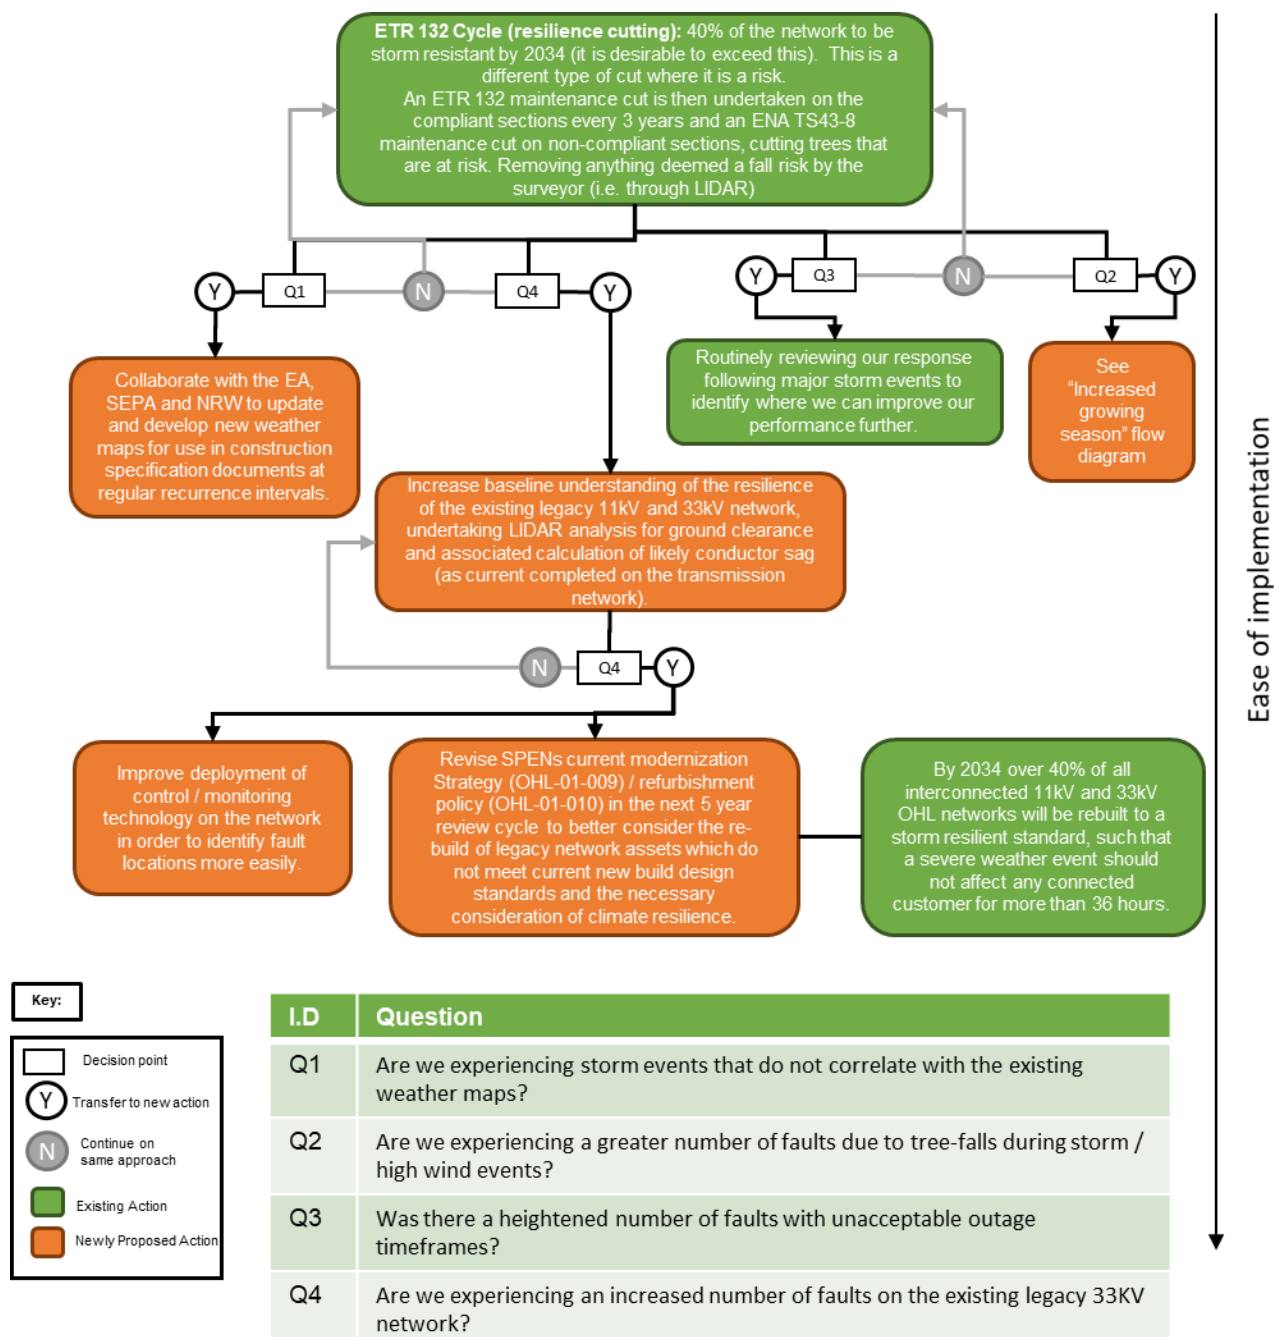 ETR 132 Cycle (resilience cutting): 40% of the network to be
storm resistant by 2034 (it is desirable to exceed this). This is a
different type of cut where it is a risk.
An ETR 132 maintenance cut is then undertaken on the
compliant sections every 3 years and an ENA TS43-8
maintenance cut on non-compliant sections, cutting trees that
are at risk. Removing anything deemed a fall risk by the
surveyor (i.e. through LIDAR)
Y
Q1
N
Q4
Y
Y
Q3
N
Q2
Y
Collaborate with the EA,
SEPA and NRW to update
and develop new weather
maps for use in construction
specification documents at
regular recurrence intervals.
Routinely reviewing our response
following major storm events to
identify where we can improve our
performance further.
See
“Increased
growing
season” flow
diagram
Increase baseline understanding of the resilience
of the existing legacy 11kV and 33kV network,
undertaking LIDAR analysis for ground clearance
and associated calculation of likely conductor sag
(as current completed on the transmission
network).
N
Q4
Y
Improve deployment of
control / monitoring
technology on the network
in order to identify fault
locations more easily.
Revise SPENs current modernization
Strategy (OHL-01-009) / refurbishment
policy (OHL-01-010) in the next 5 year
review cycle to better consider the re-
build of legacy network assets which do
not meet current new build design
standards and the necessary
consideration of climate resilience.
By 2034 over 40% of all
interconnected 11kV and 33kV
OHL networks will be rebuilt to a
storm resilient standard, such that
a severe weather event should
not affect any connected
customer for more than 36 hours.
Ease of implementation
Key:
Decision point
Y Transfer to new action
N Continue on
same approach
Existing Action
Newly Proposed Action
I.D Question
Q1 Are we experiencing storm events that do not correlate with the existing
weather maps?
Q2 Are we experiencing a greater number of faults due to tree-falls during storm /
high wind events?
Q3 Was there a heightened number of faults with unacceptable outage
timeframes?
Q4 Are we experiencing an increased number of faults on the existing legacy 33KV
network?